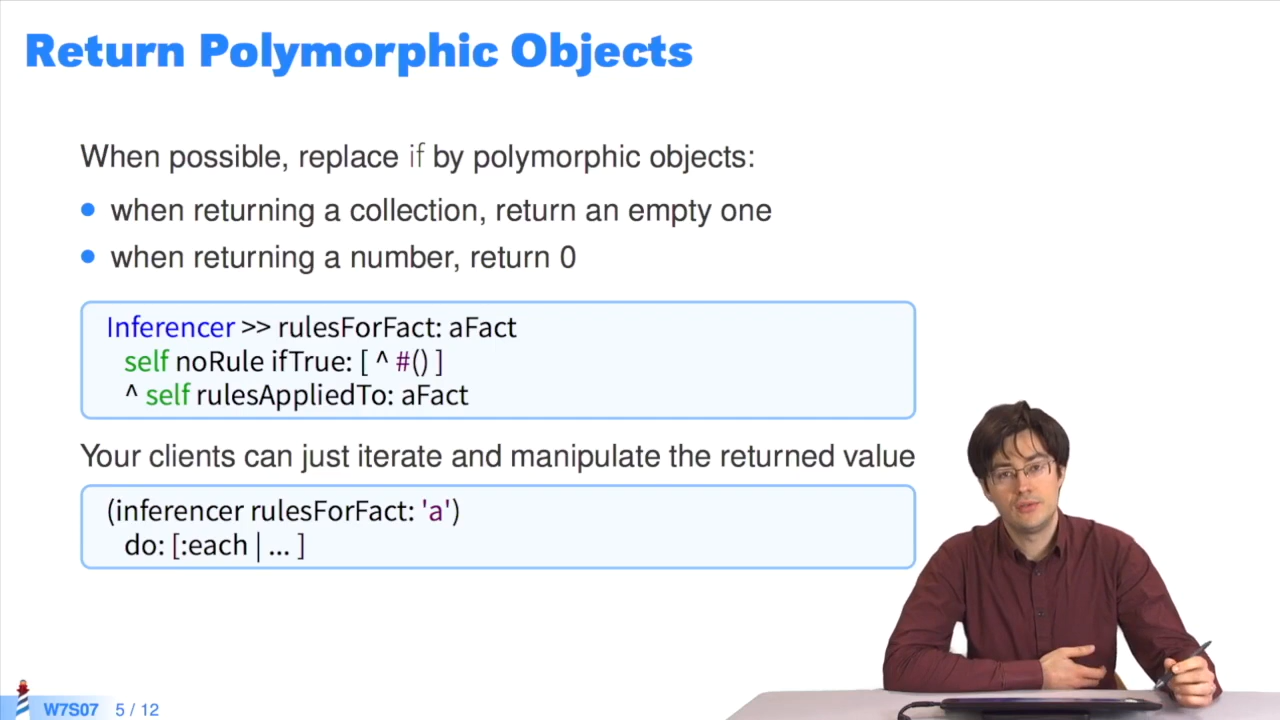 Return Polymorphic Objects
When possible, replace if by polymorphic objects:
• when returning a collection, return an empty one
• when returning a number, return 0
Inferencer >> rulesForFact: aFact
self noRule ifTrue: [ ^ #() ]
^ self rulesAppliedTo: aFact
Your clients can just iterate and manipulate the returned value
(inferencer rulesForFact: 'a')
do: [:each | ... ]
W7S07 5 / 12